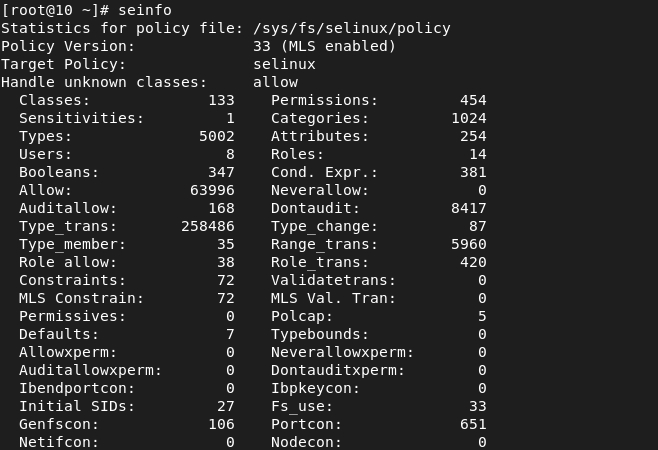 [root@10 ~]# seinfo
Statistics for policy file: /sys/fs/selinux/policy
Policy Version:             33 (MLS enabled)
Target Policy:              selinux
Handle unknown classes:     allow
  Classes:             133    Permissions:         454
  Sensitivities:         1    Categories:         1024
  Types:              5002    Attributes:          254
  Users:                 8    Roles:                14
  Booleans:            347    Cond. Expr.:         381
  Allow:             63996    Neverallow:            0
  Auditallow:          168    Dontaudit:          8417
  Type_trans:       258486    Type_change:          87
  Type_member:          35    Range_trans:        5960
  Role allow:           38    Role_trans:          420
  Constraints:          72    Validatetrans:         0
  MLS Constrain:        72    MLS Val. Tran:         0
  Permissives:           0    Polcap:                5
  Defaults:              7    Typebounds:            0
  Allowxperm:            0    Neverallowxperm:       0
  Auditallowxperm:       0    Dontauditxperm:        0
  Ibendportcon:          0    Ibpkeycon:             0
  Initial SIDs:         27    Fs_use:               33
  Genfscon:            106    Portcon:             651
  Netifcon:              0    Nodecon:               0